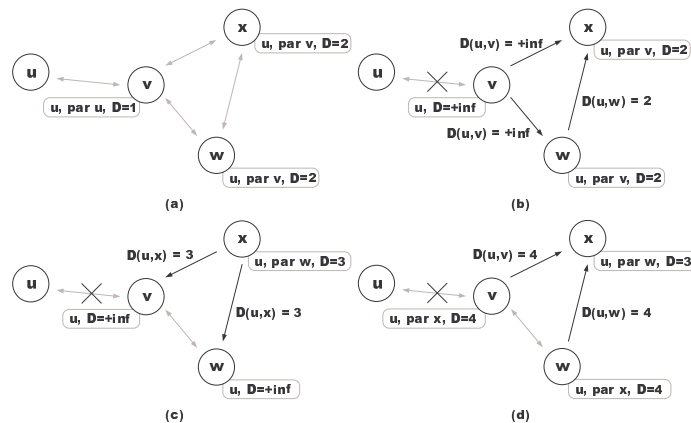 x
u, par v, D=2
u
v
u, par u, D=1
w
u, par v, D=2
(a)
x
D(u,v) = +inf
u, par v, D=2
u
v
u, D=+inf
D(u,w) = 2
D(u,v) = +inf
w
u, par v, D=2
(b)
x
D(u,x) = 3
u, par w, D=3
u
v
u, D=+inf
D(u,x) = 3
w
u, D=+inf
(c)
x
D(u,v) = 4
u, par w, D=3
u
v
u, par x, D=4
D(u,w) = 4
w
u, par x, D=4
(d)